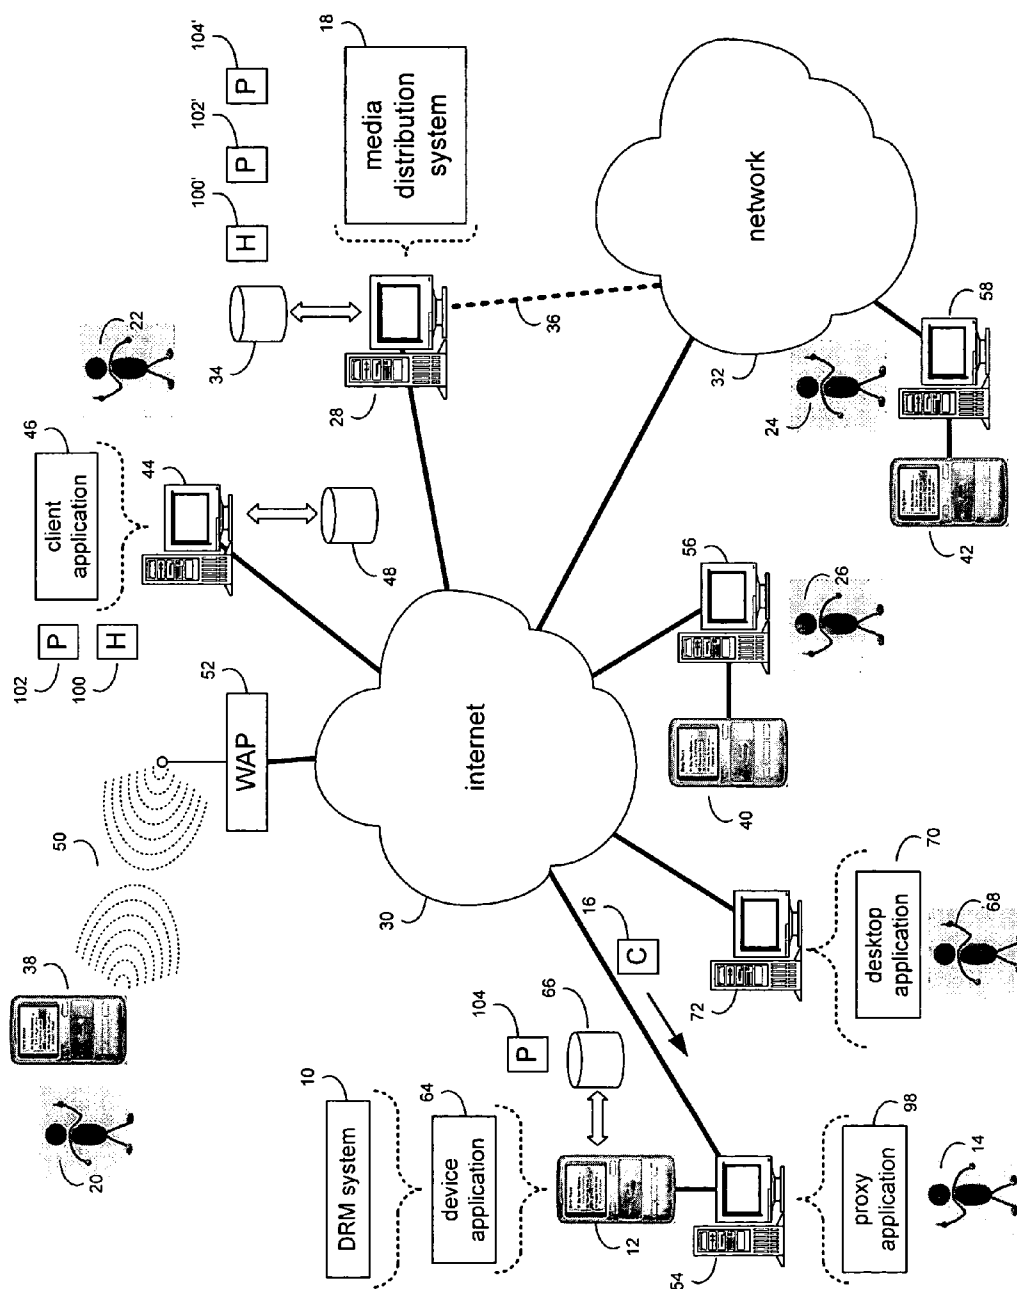 104'
P
102'
P
100'
H
18
media
distribution
system
34
28
36
22
46
client
application
44
48
102
P
100
H
52
WAP
50
38
20
internet
30
network
32
24
58
42
56
26
40
16
C
66
104
P
10
DRM system
64
device
application
12
54
72
70
desktop
application
68
98
proxy
application
14